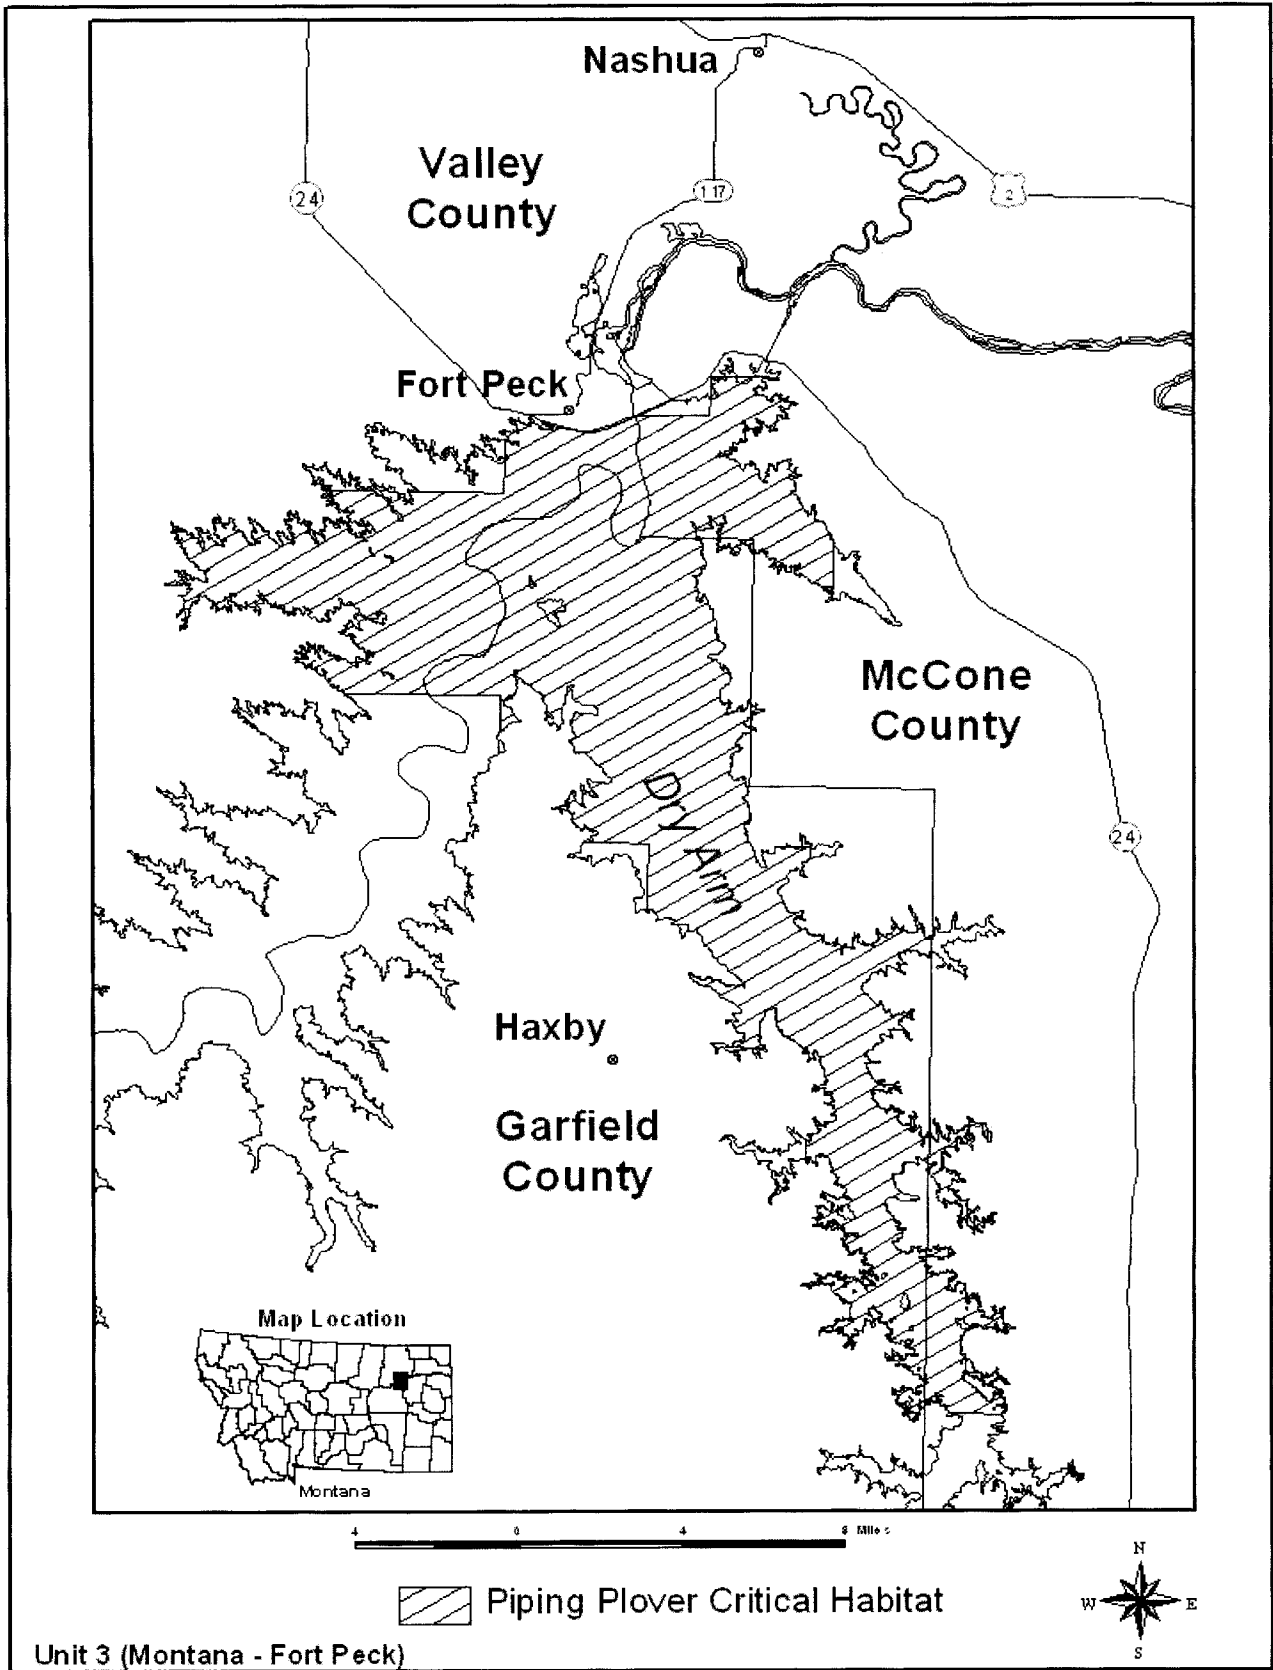 Nashua
Valley
County
24
117
2
Fort Peck
McCone
County
Dry Arm
24
Haxby
Garfield
County
Map Location
Montana
4 0 4 8 Miles
Piping Plover Critical Habitat
N
W E
S
Unit 3 (Montana - Fort Peck)